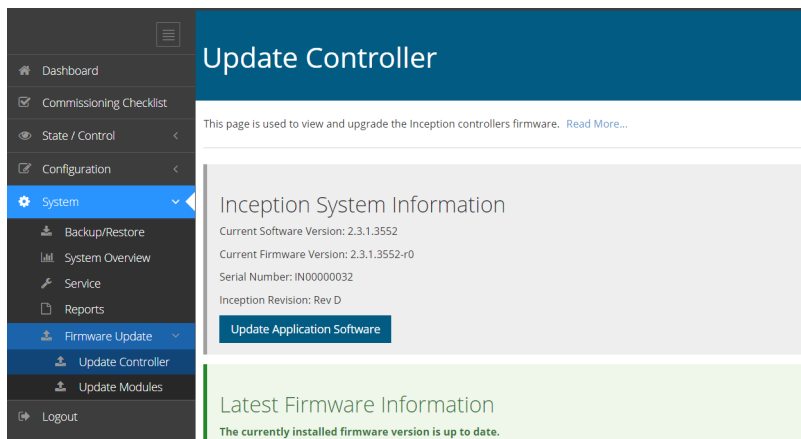 Dashboard
Commissioning Checklist
State / Control
Configuration
System
Backup/Restore
System Overview
Service
Reports
Firmware Update
Update Controller
Update Modules
Logout
Update Controller
This page is used to view and upgrade the Inception controllers firmware. Read More...
Inception System Information
Current Software Version: 2.3.1.3552
Current Firmware Version: 2.3.1.3552-r0
Serial Number: IN00000032
Inception Revision: Rev D
Update Application Software
Latest Firmware Information
The currently installed firmware version is up to date.